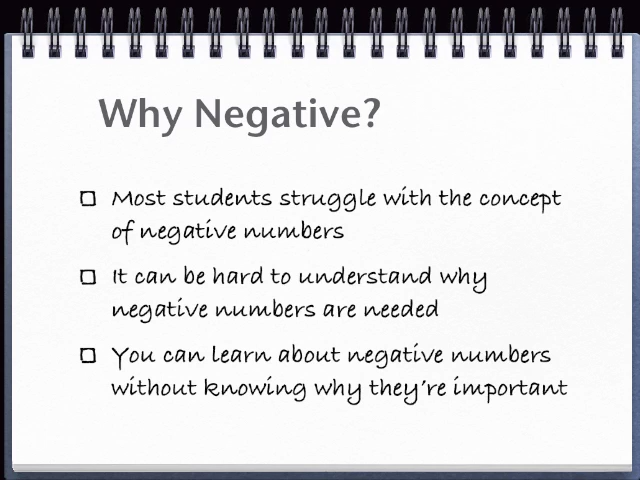 Why Negative?
Most students struggle with the concept
of negative numbers
It can be hard to understand why
negative numbers are needed
You can learn about negative numbers
without knowing why they're important